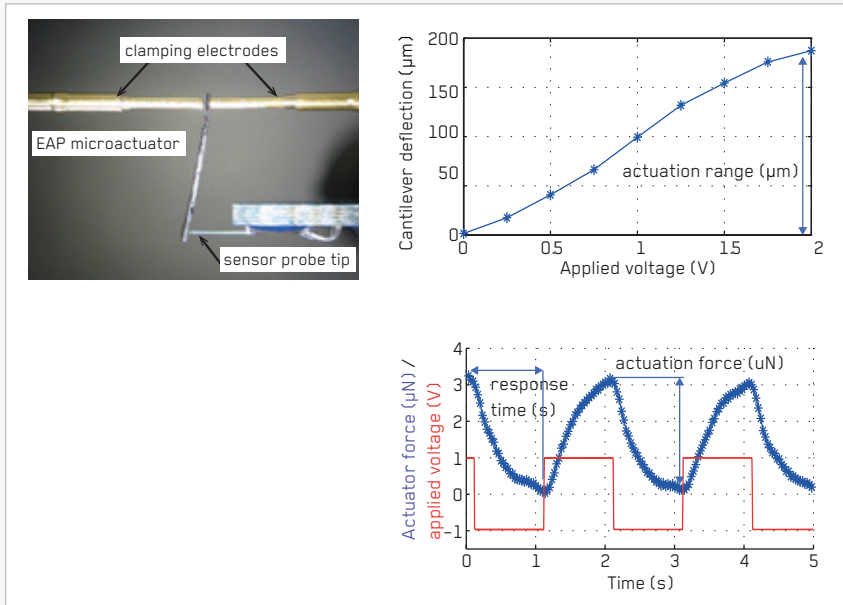 clamping electrodes
EAP microactuator
sensor probe tip
Cantilever deflection (µm)
200
150
100
50
0
actuation range (µm)
0
0.5
1
1.5
2
Applied voltage (V)
Actuator force (µN) /
applied voltage (V)
4
3
2
1
0
-1
response
time (s)
actuation force (uN)
0
1
2
3
4
5
Time (s)